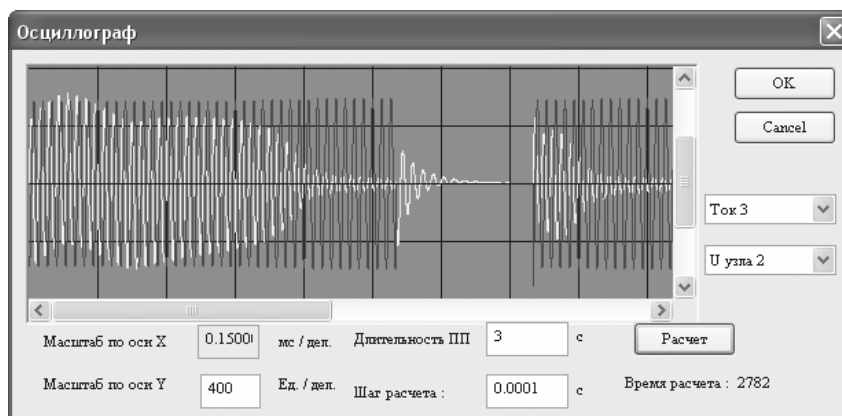 Осциллограф
OK
Cancel
Ток 3
U узла 2
Масштаб по оси X 0.1500 мс / дел. Длительность ПП 3 с Расчет
Масштаб по оси Y 400 Ед. / дел. Шаг расчета : 0.0001 с Время расчета : 2782